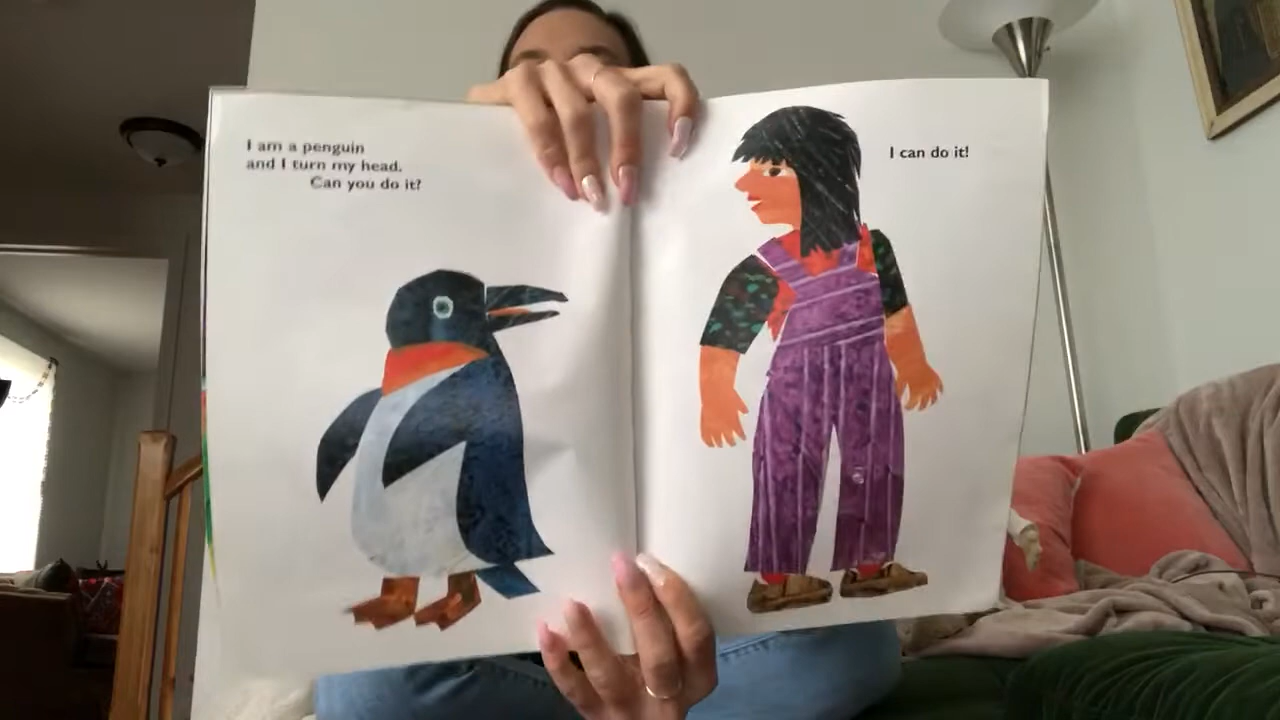 I am a penguin
and I turn my head.
Can you do it?
I can do it!